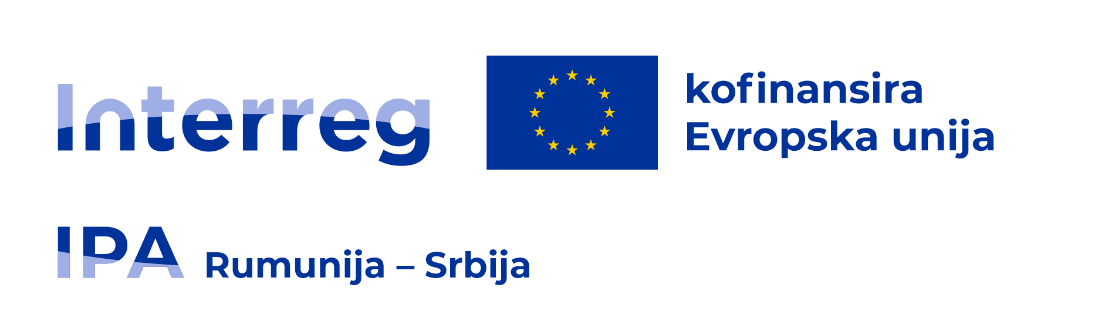 Interreg
kofinansira
Evropska unija
IPA Rumunija – Srbija